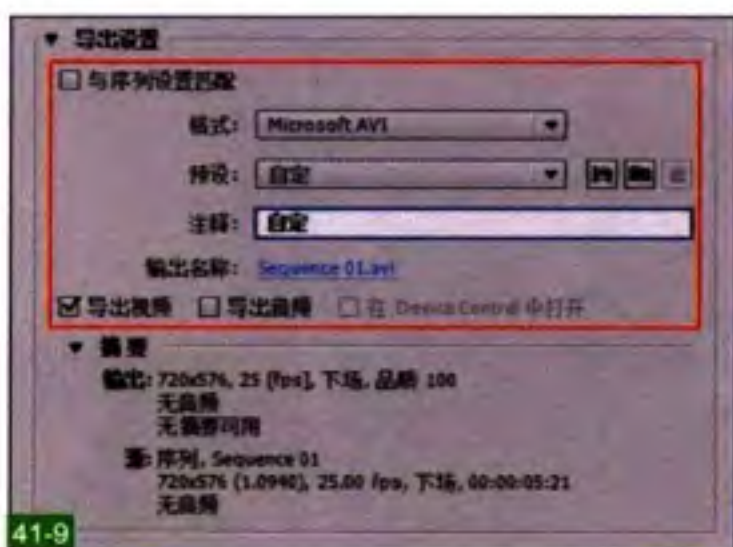 导出设置
与序列设置匹配
格式: Microsoft AVI
预设: 自定
注释: 自定
输出名称: Sequence 01.avi
导出视频 导出音频 在 Device Central 中打开
摘要
输出: 720x576, 25 [fps], 下场, 品质 100
无音频
无摘要可用
源: 序列, Sequence 01
720x576 (1.0940), 25.00 fps, 下场, 00:00:05:21
无音频
41-9